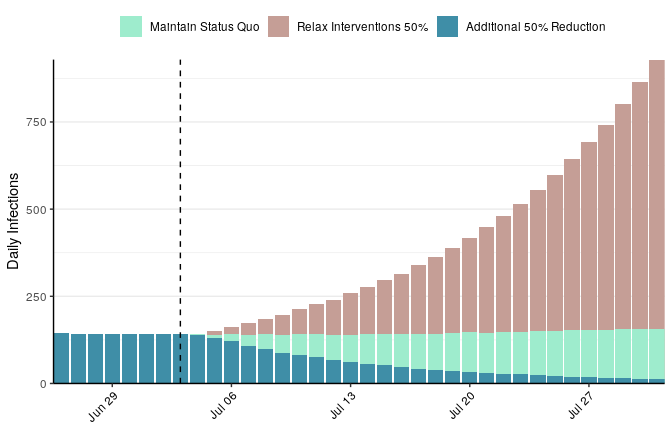 Maintain Status Quo Relax Interventions 50% Additional 50% Reduction
Daily Infections
750
500
250
0
Jun 29 Jul 06 Jul 13 Jul 20 Jul 27